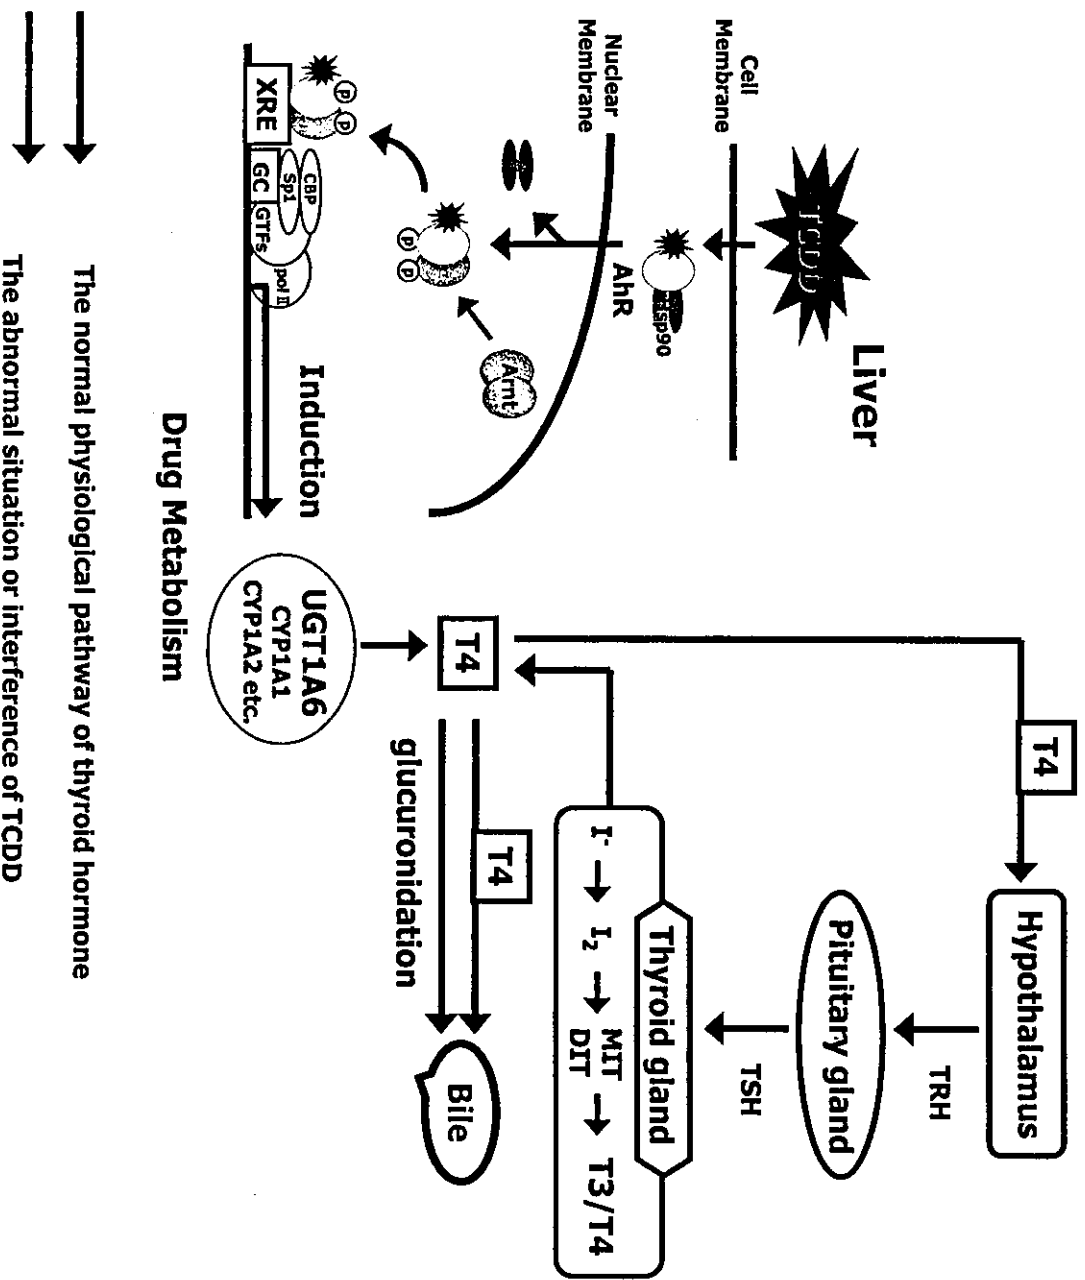 Liver
TCDD
Cell
Membrane
Hsp90
AhR
Nuclear
Membrane
Arnt
P
P
P
P
XRE
CBP
Sp1
GC
GTFs
pol II
Induction
Drug Metabolism
UGT1A6
CYP1A1
CYP1A2 etc.
T4
T4
T4
glucuronidation
Bile
Hypothalamus
TRH
Pituitary gland
TSH
Thyroid gland
I- I2 MIT DIT T3/T4
The normal physiological pathway of thyroid hormone
The abnormal situation or interference of TCDD